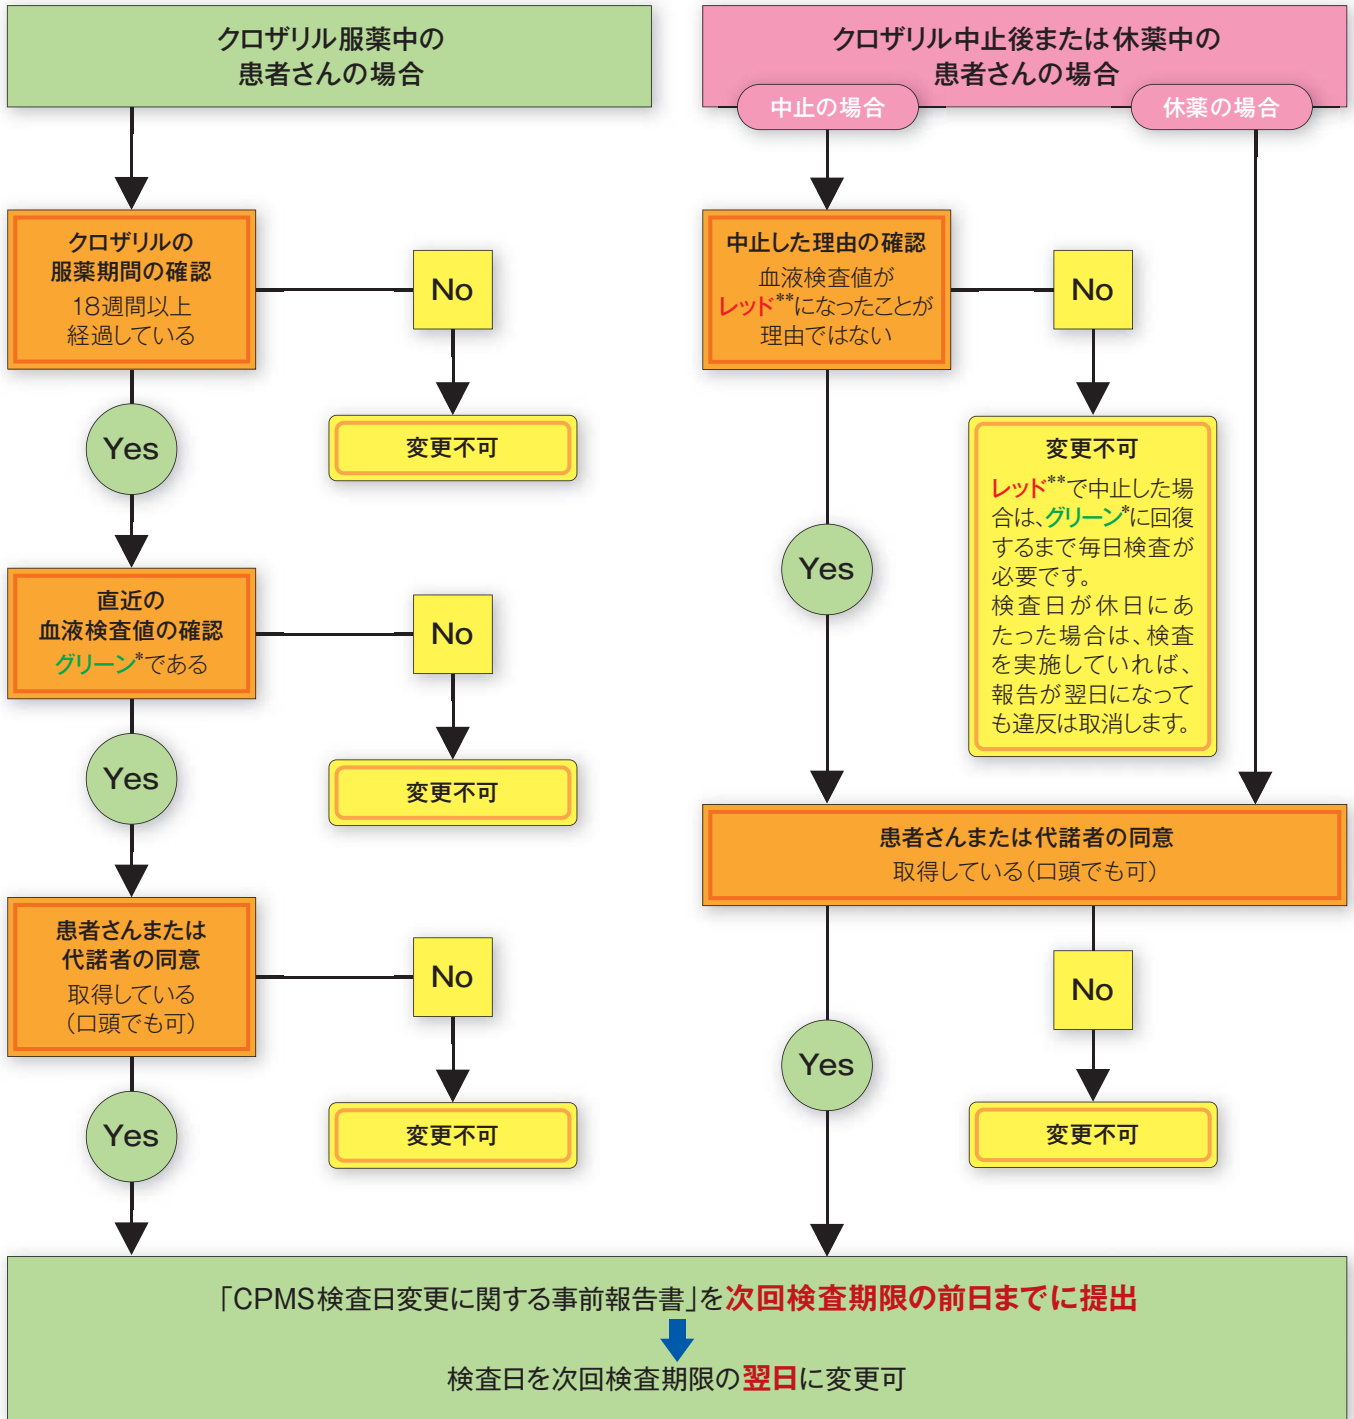 クロザリル服薬中の
患者さんの場合
クロザリルの
服薬期間の確認
18週間以上
経過している
No
変更不可
Yes
直近の
血液検査値の確認
グリーン*である
No
変更不可
Yes
患者さんまたは
代諾者の同意
取得している
（口頭でも可）
No
変更不可
Yes
クロザリル中止後または休薬中の
患者さんの場合
中止の場合
休薬の場合
中止した理由の確認
血液検査値が
レッド**になったことが
理由ではない
No
変更不可
レッド**で中止した場
合は、グリーン*に回復
するまで毎日検査が
必要です。
検査日が休日にあ
たった場合は、検査
を実施していれば、
報告が翌日になって
も違反は取消します。
Yes
患者さんまたは代諾者の同意
取得している（口頭でも可）
No
変更不可
Yes
「CPMS検査日変更に関する事前報告書」を次回検査期限の前日までに提出
検査日を次回検査期限の翌日に変更可